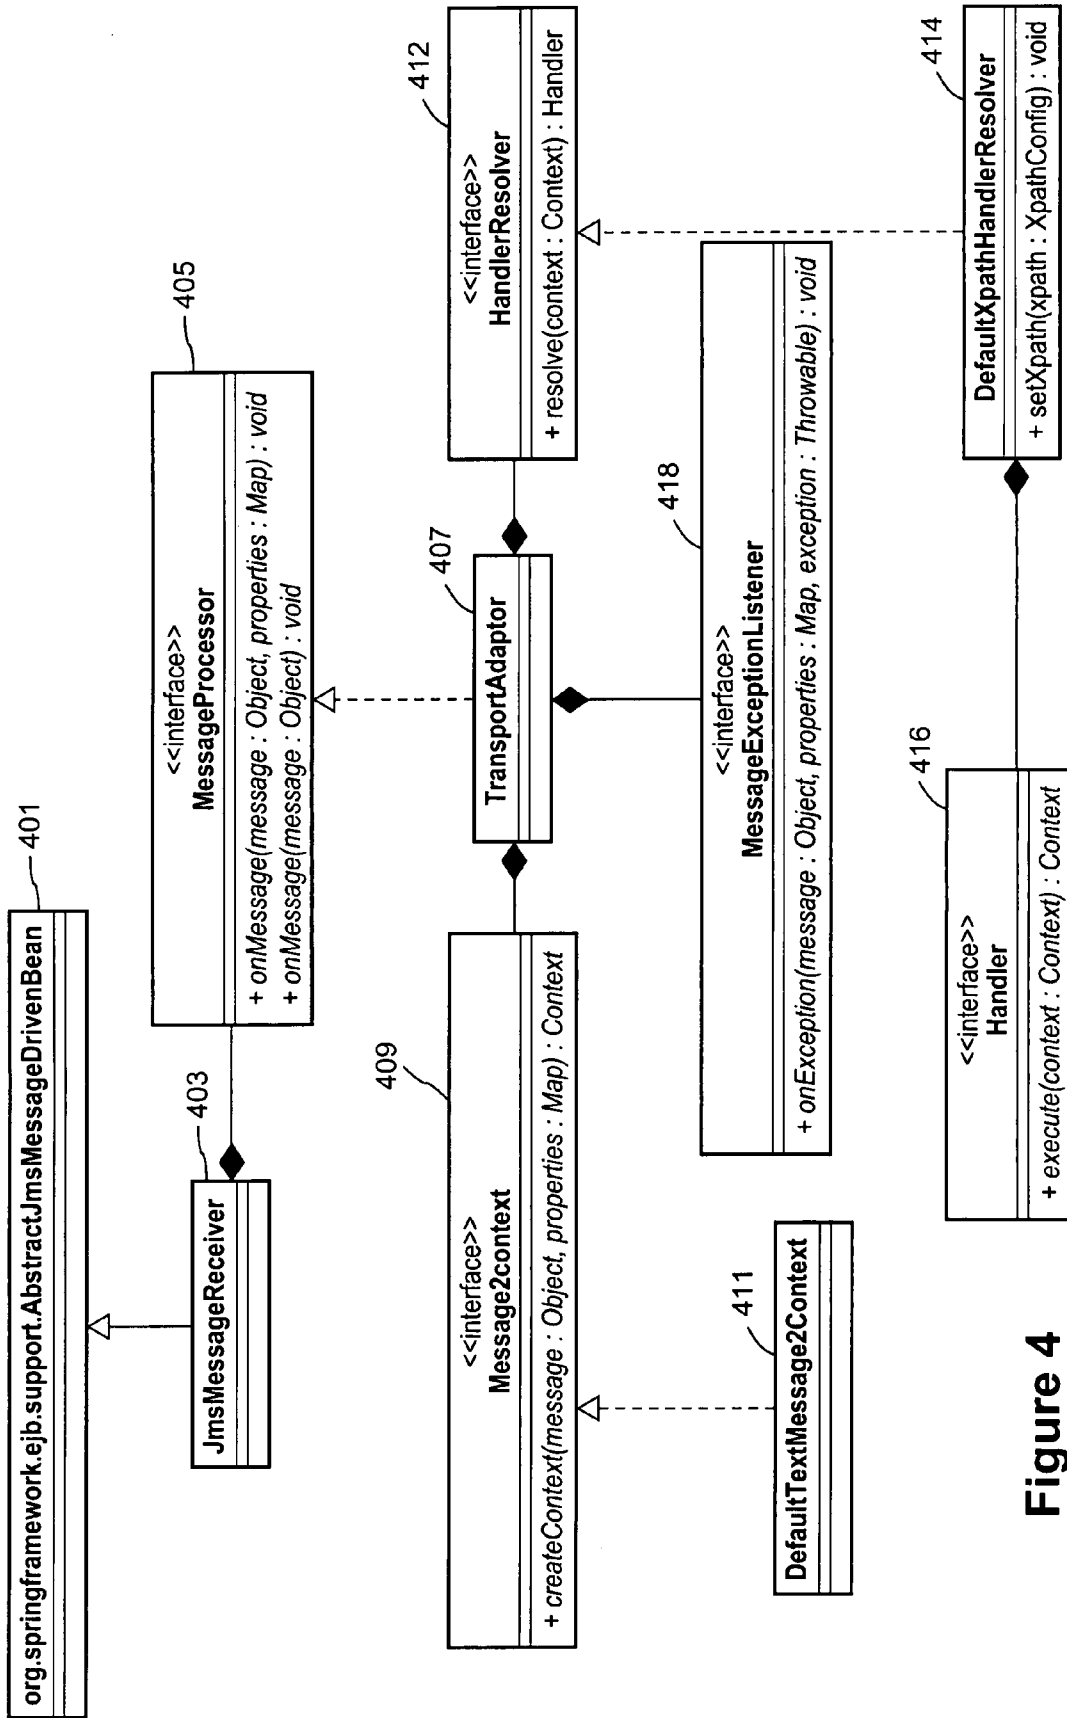 org.springframework.ejb.support.AbstractJmsMessageDrivenBean
401
JmsMessageReceiver
403
<<interface>>
MessageProcessor
+ onMessage(message : Object, properties : Map) : void
+ onMessage(message : Object) : void
405
<<interface>>
Message2context
+ createContext(message : Object, properties : Map) : Context
409
TransportAdaptor
407
<<interface>>
HandlerResolver
+ resolve(context : Context) : Handler
412
DefaultTextMessage2Context
411
<<interface>>
MessageExceptionListener
+ onException(message : Object, properties : Map, exception : Throwable) : void
418
<<interface>>
Handler
+ execute(context : Context) : Context
416
DefaultXpathHandlerResolver
+ setXpath(xpath : XpathConfig) : void
414
Figure 4